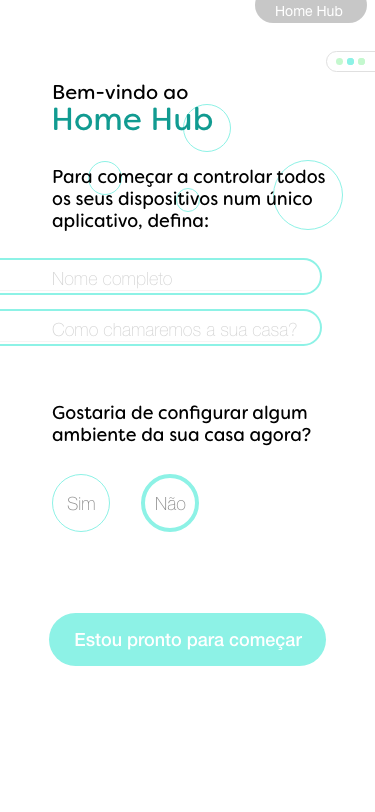 Home Hub
Bem-vindo ao
Home Hub
Para começar a controlar todos
os seus dispositivos num único
aplicativo, defina:
Nome completo
Como chamaremos a sua casa?
Gostaria de configurar algum
ambiente da sua casa agora?
Sim
Não
Estou pronto para começar